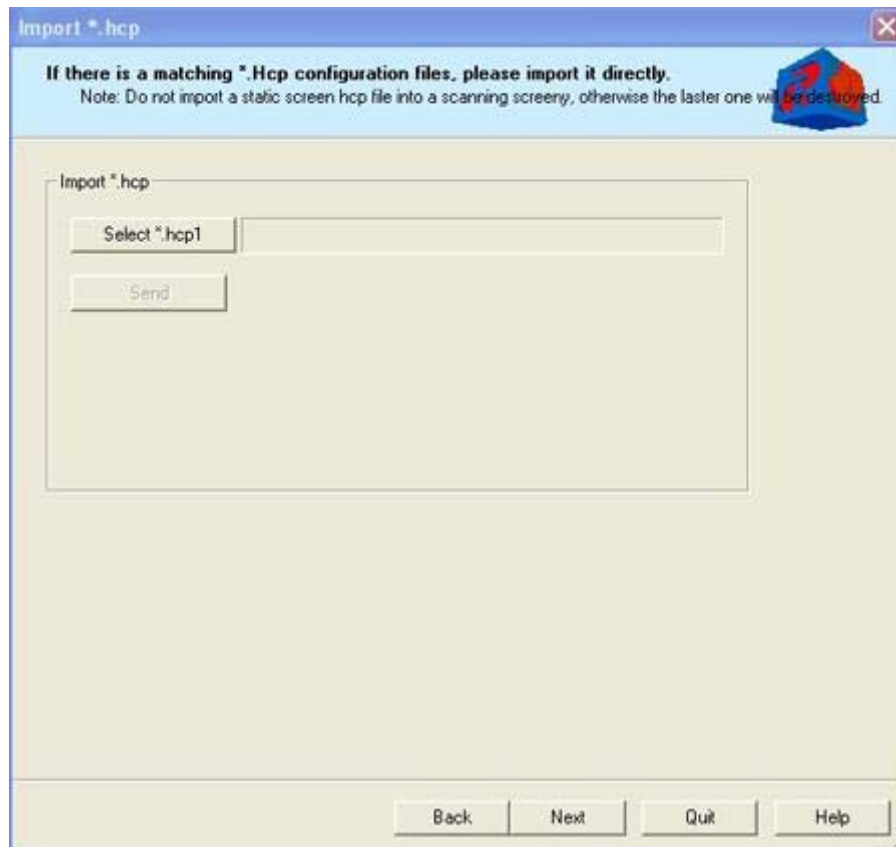 Import *.hcp
If there is a matching *.Hcp configuration files, please import it directly.
Note: Do not import a static screen hcp file into a scanning screeny, otherwise the laster one will be destroyed.
Import *.hcp
Select *.hcp1
Send
Back Next Quit Help